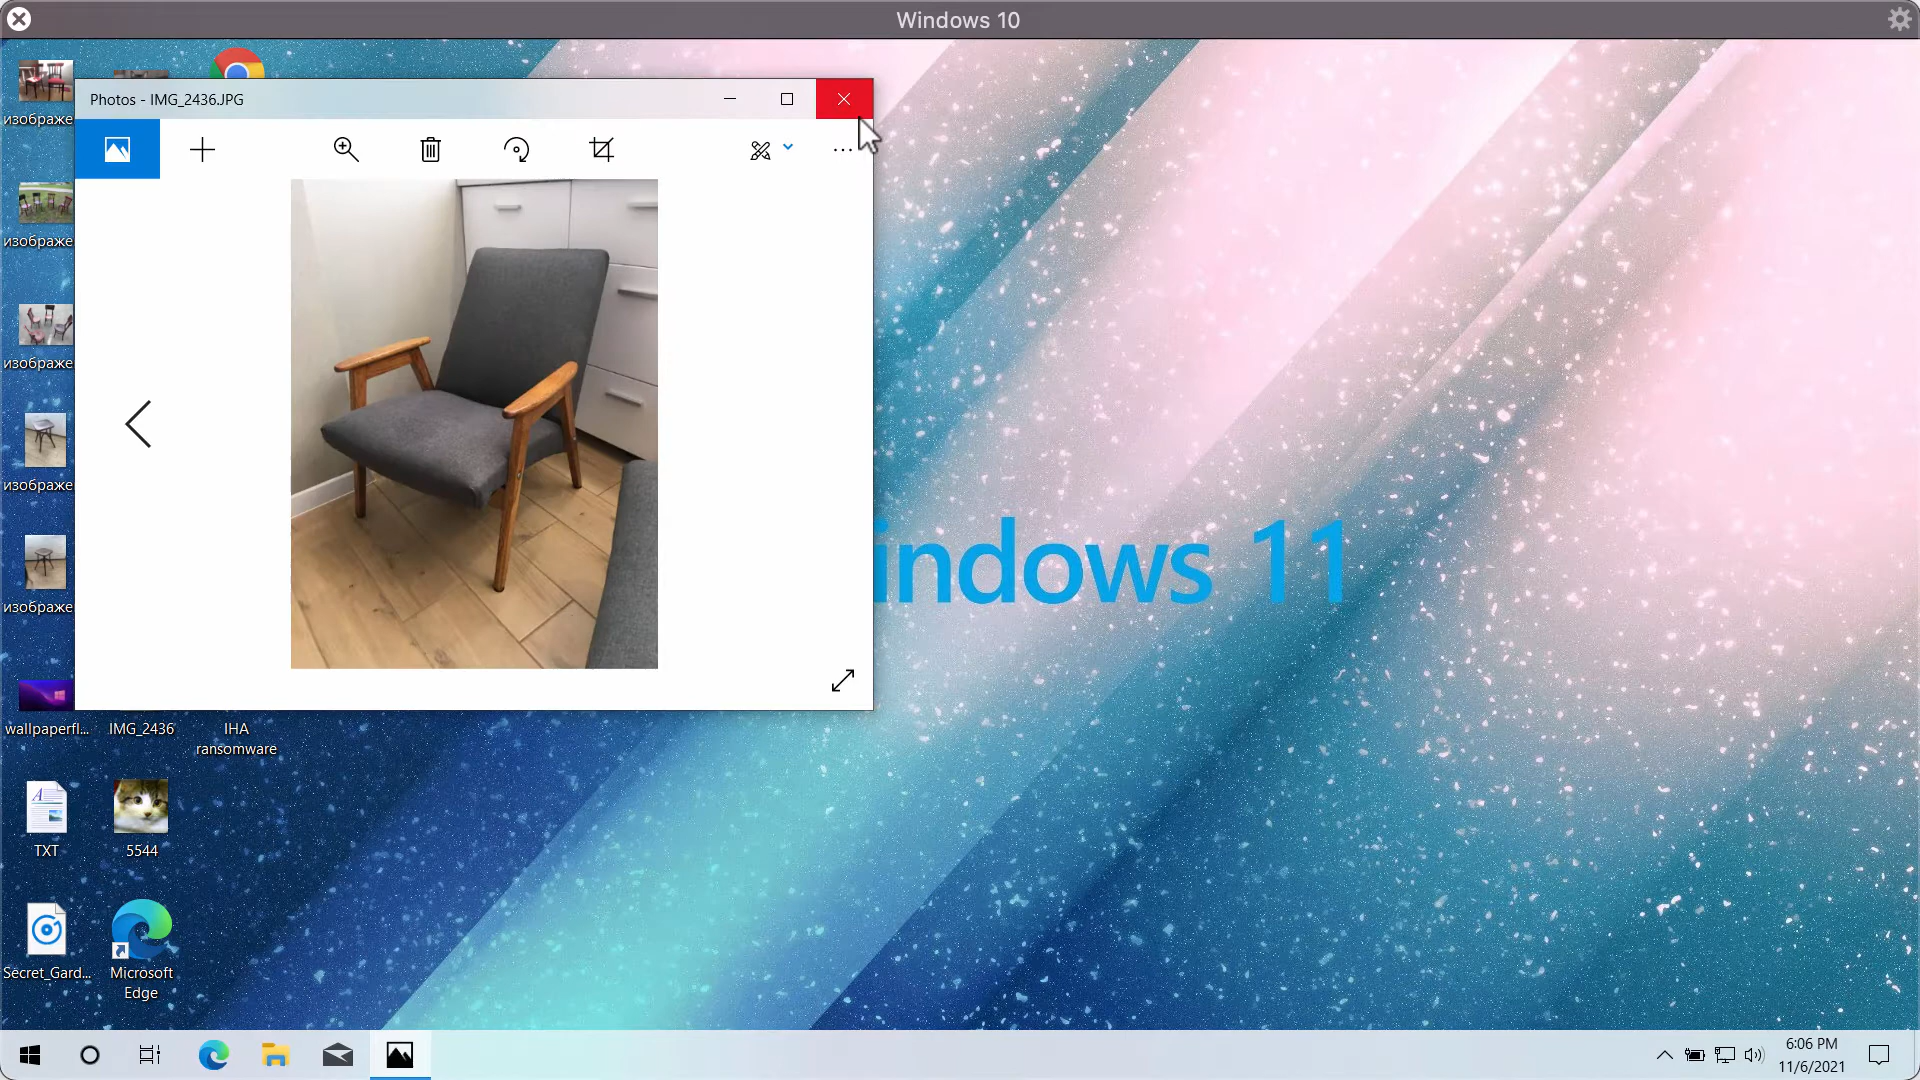 Windows 10
Photos - IMG_2436.JPG
изображе
изображе
изображе
изображе
изображе
indows 11
wallpaperfl...
IMG_2436
IHA
ransomware
TXT
5544
Secret_Gard...
Microsoft
Edge
6:06 PM
11/6/2021